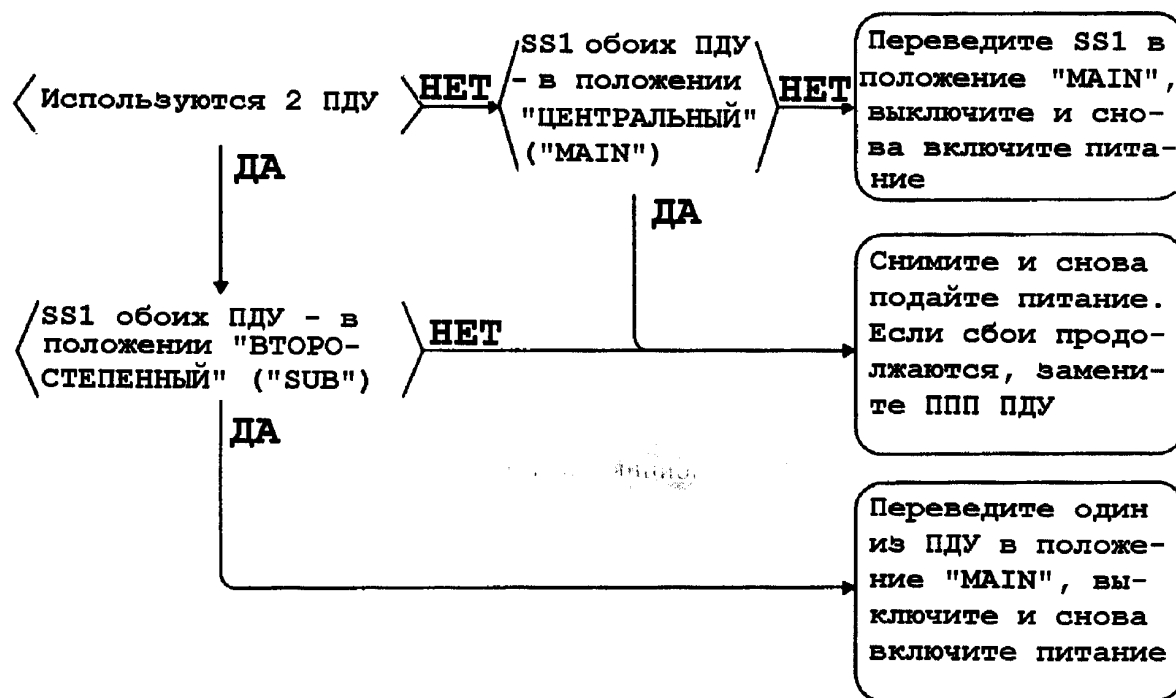 Используются 2 ПДУ
НЕТ
SS1 обоих ПДУ
- в положении
"ЦЕНТРАЛЬНЫЙ"
("MAIN")
НЕТ
Переведите SS1 в
положение "MAIN",
выключите и сно-
ва включите пита-
ние
ДА
ДА
SS1 обоих ПДУ - в
положении "ВТОРО-
СТЕПЕННЫЙ" ("SUB")
НЕТ
Снимите и снова
подайте питание.
Если сбои продо-
лжаются, замени-
те ППП ПДУ
ДА
Переведите один
из ПДУ в положе-
ние "MAIN", вы-
ключите и снова
включите питание